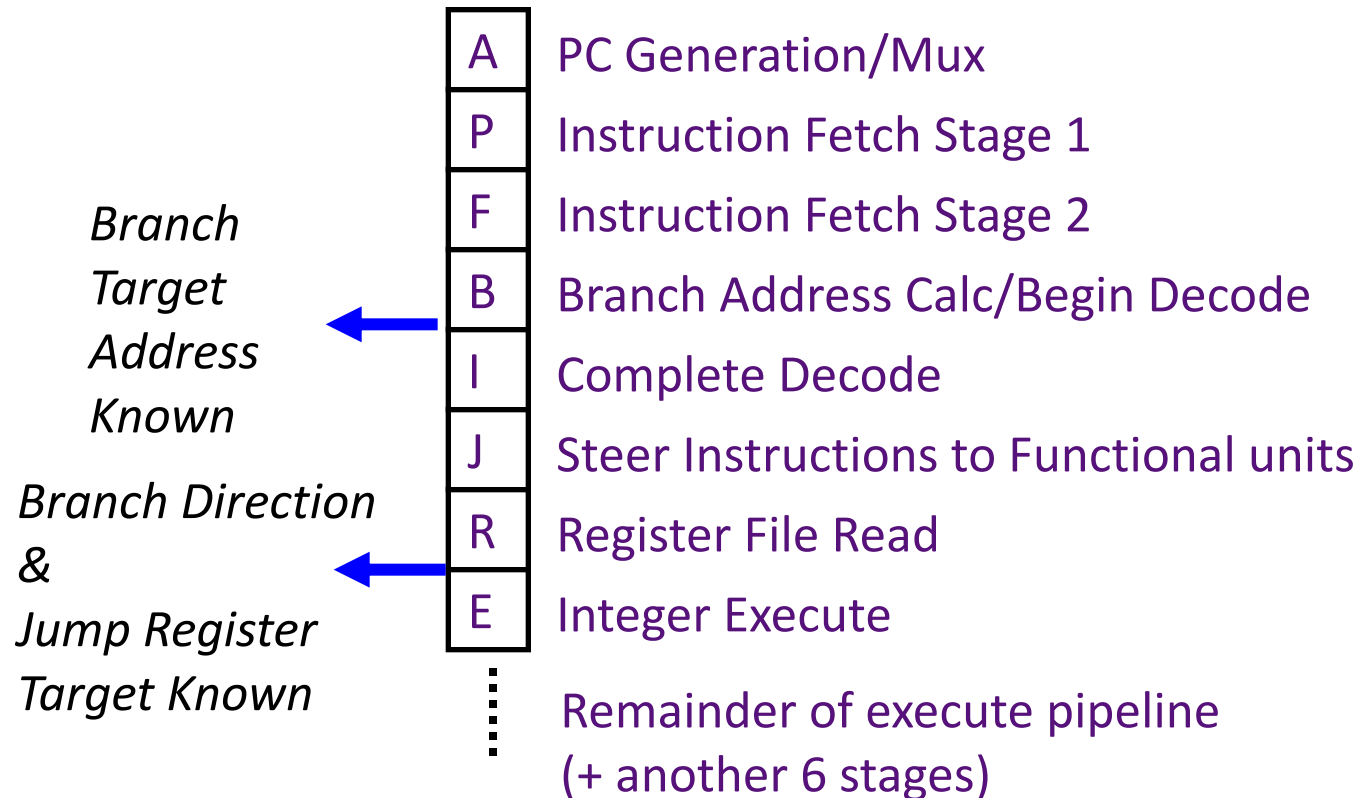 A PC Generation/Mux
P Instruction Fetch Stage 1
F Instruction Fetch Stage 2
B Branch Address Calc/Begin Decode
I Complete Decode
J Steer Instructions to Functional units
R Register File Read
E Integer Execute
Remainder of execute pipeline
(+ another 6 stages)
Branch
Target
Address
Known
Branch Direction
&
Jump Register
Target Known